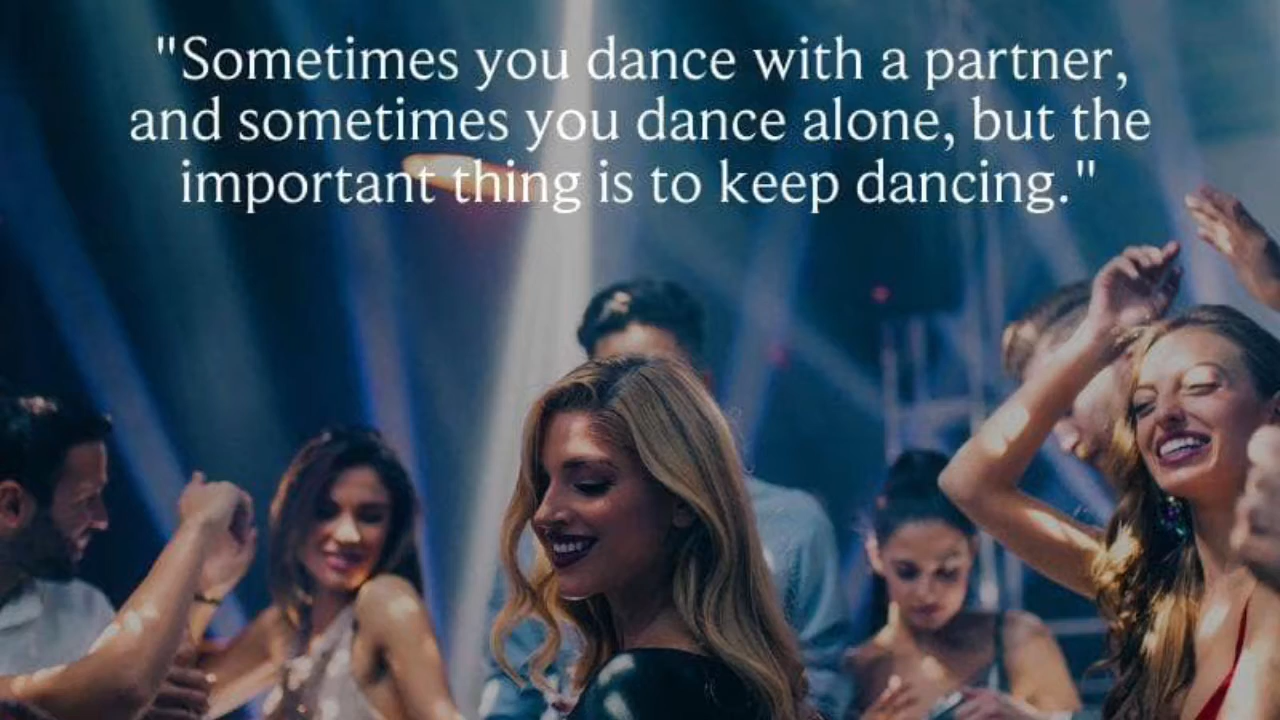 "Sometimes you dance with a partner,
and sometimes you dance alone, but the
important thing is to keep dancing."